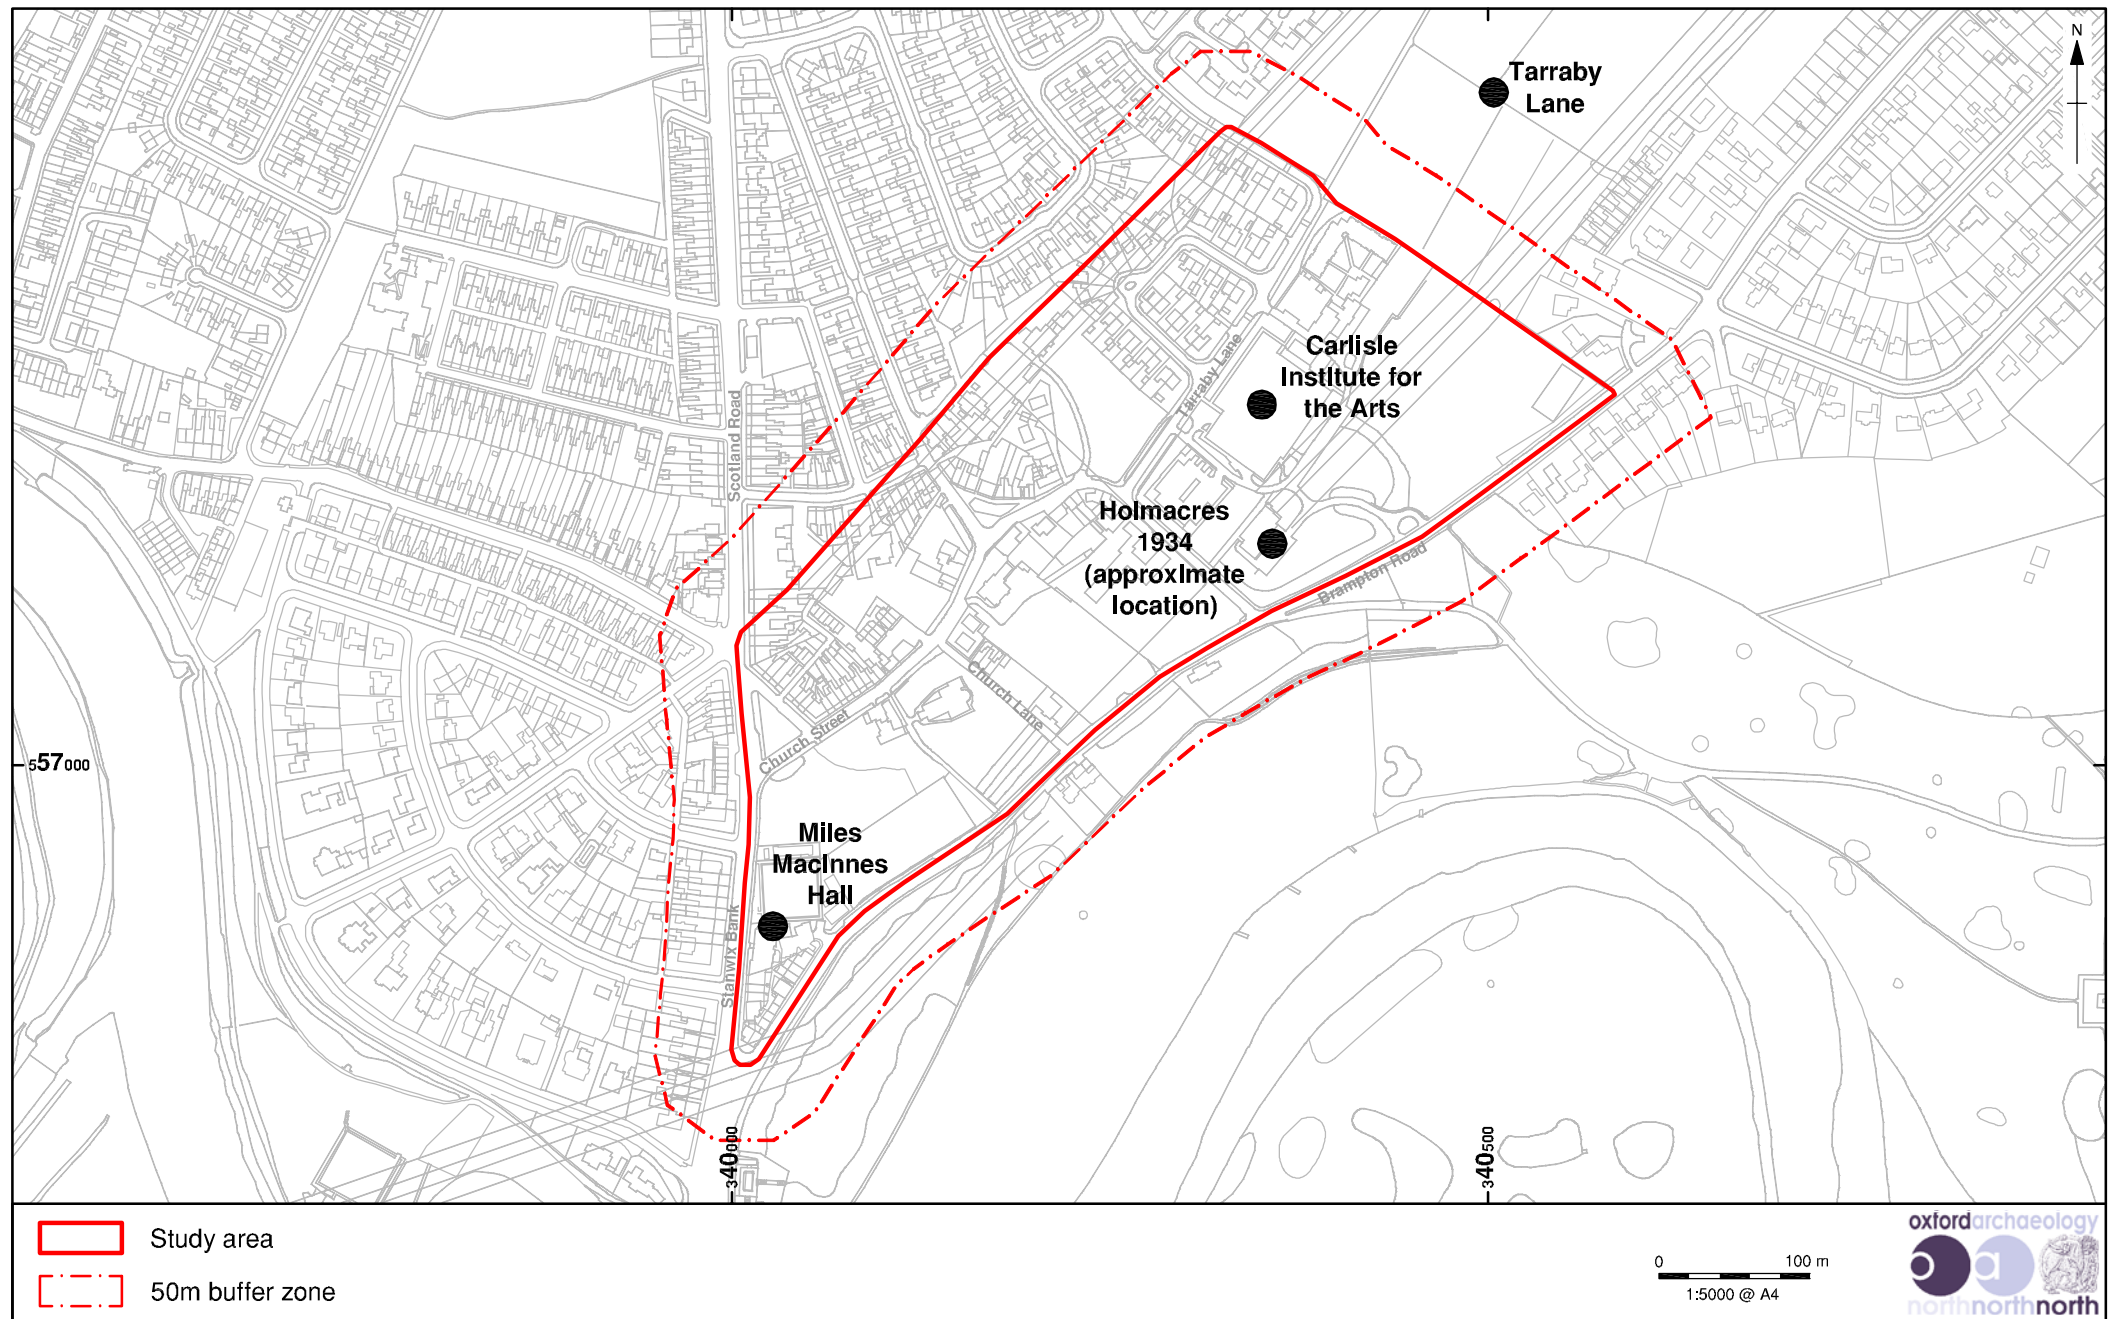 N
Tarraby
Lane
Carlisle
InstItute for
the Arts
Tarraby Lane
Scotland Road
Holmacres
1934
(approxImate
location)
Brampton Road
Church Lane
Church Street
557000
Miles
MacInnes
Hall
StanwIx Bank
340000
340500
Study area
50m buffer zone
0 100 m
1:5000 @ A4
oxfordarchaeology
oa
northnorthnorth